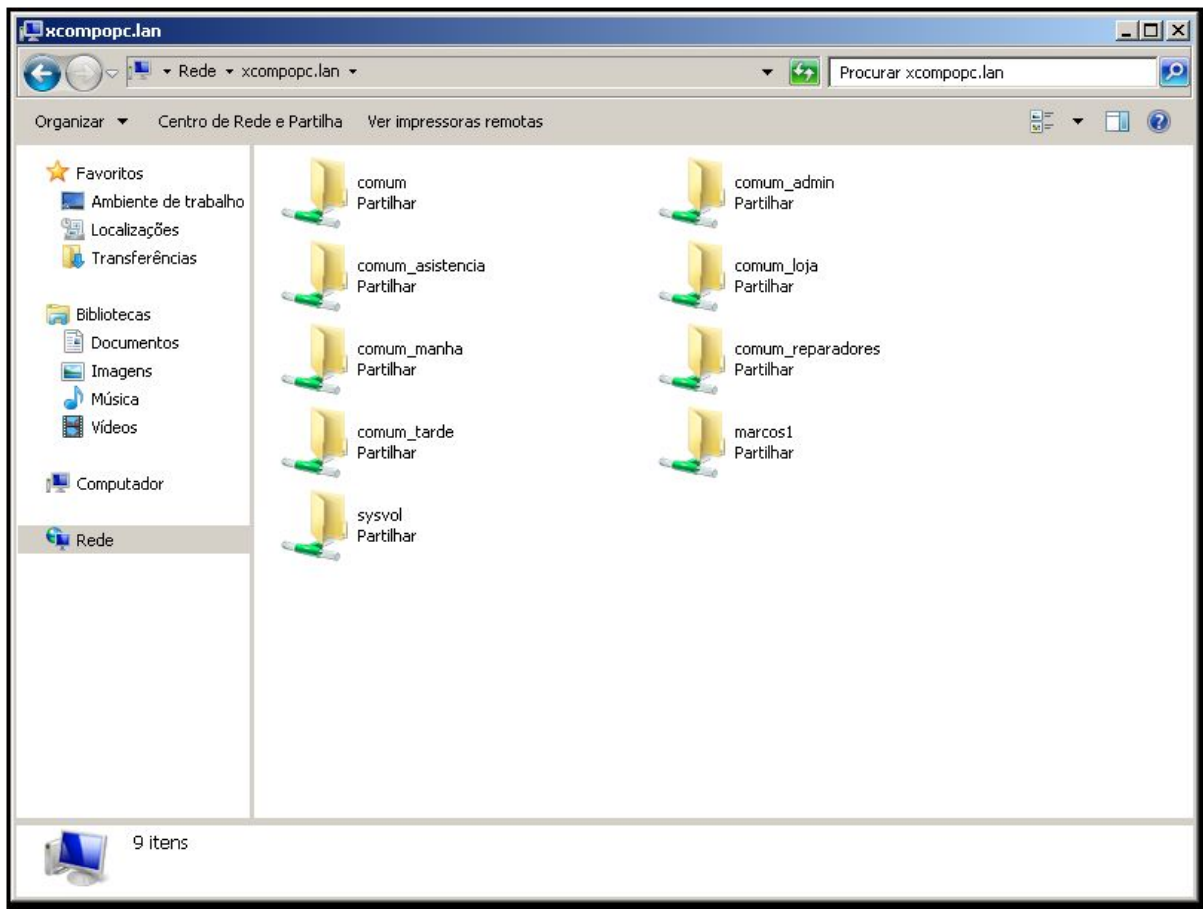 xcompopc.lan
Rede xcompopc.lan
Procurar xcompopc.lan
Organizar Centro de Rede e Partilha Ver impressoras remotas
Favoritos
Ambiente de trabalho
Localizações
Transferências
Bibliotecas
Documentos
Imagens
Música
Vídeos
Computador
Rede
comum
Partilhar
comum_admin
Partilhar
comum_asistencia
Partilhar
comum_loja
Partilhar
comum_manha
Partilhar
comum_reparadores
Partilhar
comum_tarde
Partilhar
marcos1
Partilhar
sysvol
Partilhar
9 itens